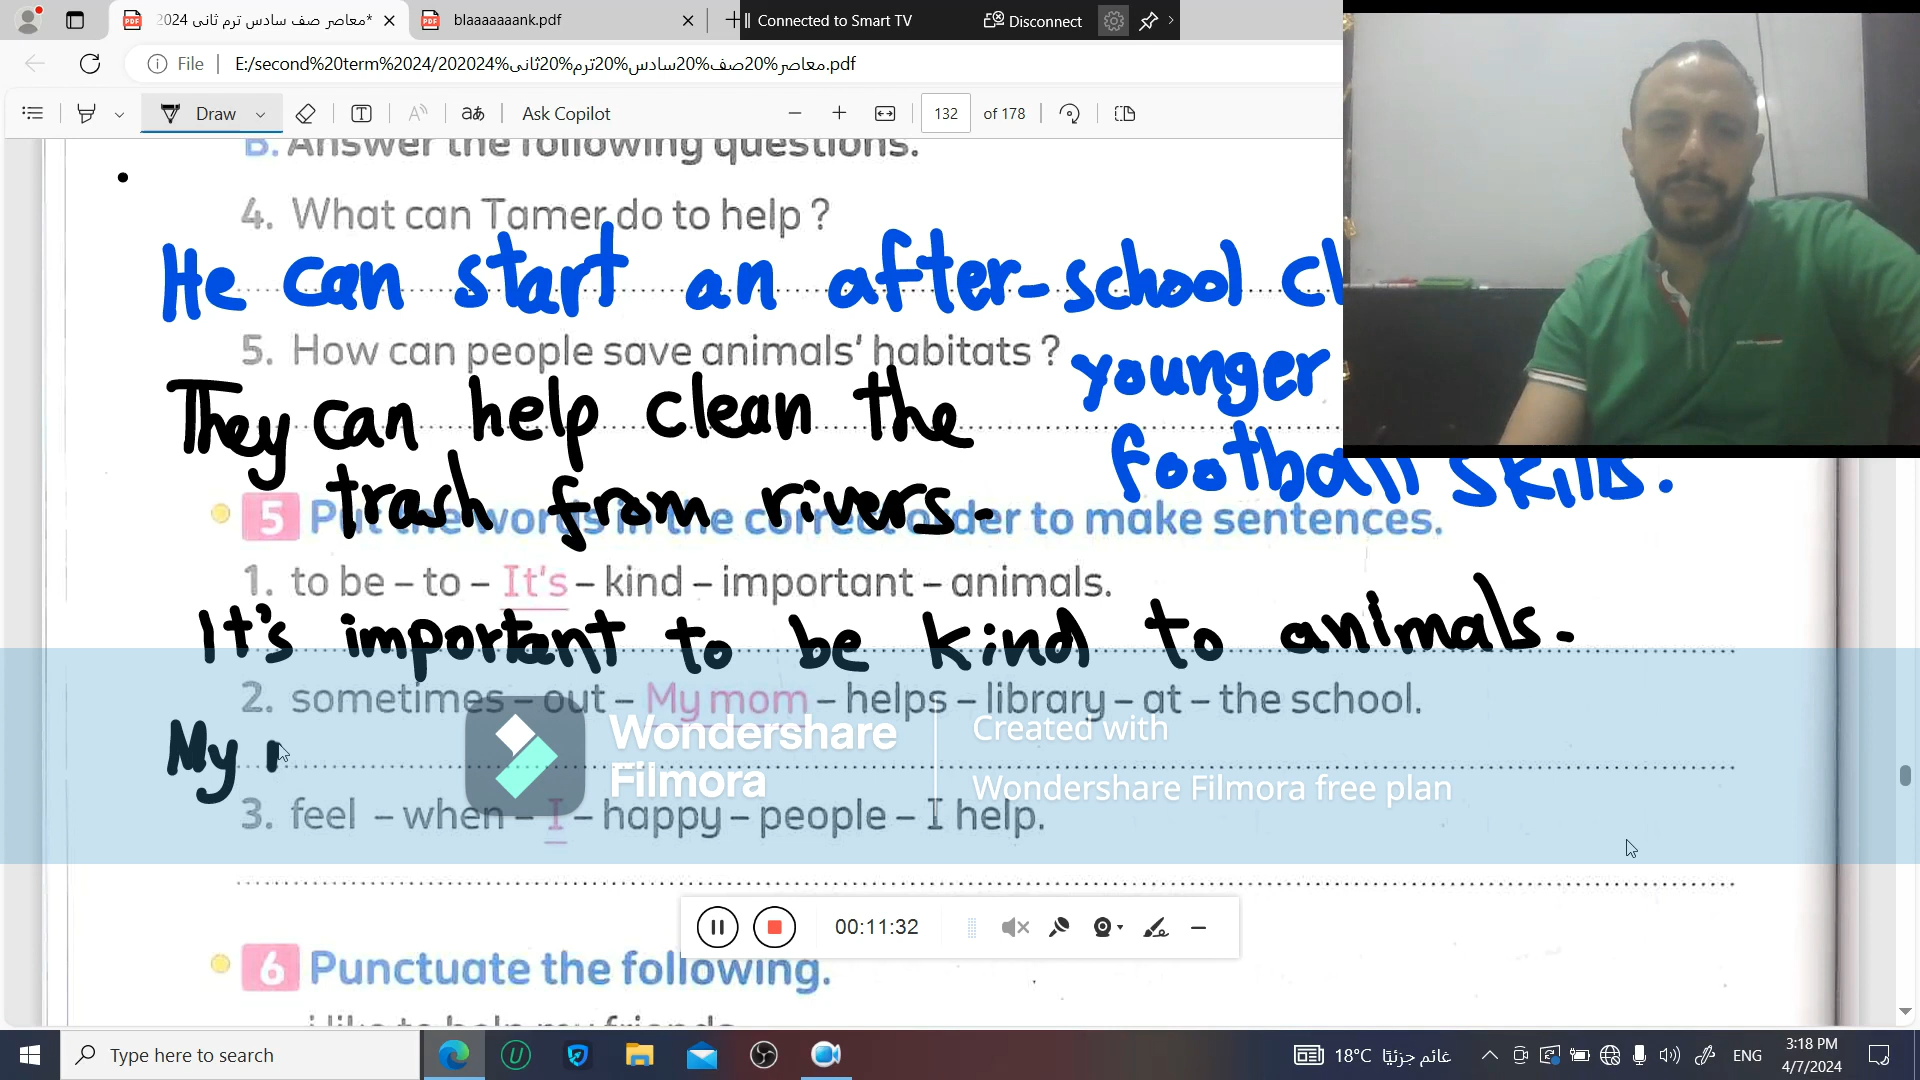 معاصر صف سادس ترم ثانى 2024*
blaaaaaaank.pdf
Connected to Smart TV
Disconnect
File
E:/second%20term%2024/202024%معاصر%20صف%20سادس%20ترم%20ثانى.pdf
Draw
Ask Copilot
132 of 178
B. Answer the following questions.
4. What can Tamer do to help ?
He can start an after-school
5. How can people save animals' habitats ?
younger
They can help clean the
football skills.
trash from rivers.
5 Put the words in the correct order to make sentences.
1. to be – to – It's – kind – important – animals.
It's important to be kind to animals.
2. sometimes – out – My mom – helps – library – at – the school.
Wondershare Filmora
Created with Wondershare Filmora free plan
My
3. feel – when – I – happy – people – I help.
00:11:32
6 Punctuate the following.
i like to help my friends
Type here to search
18°C غائم جزئيًا
ENG
3:18 PM
4/7/2024